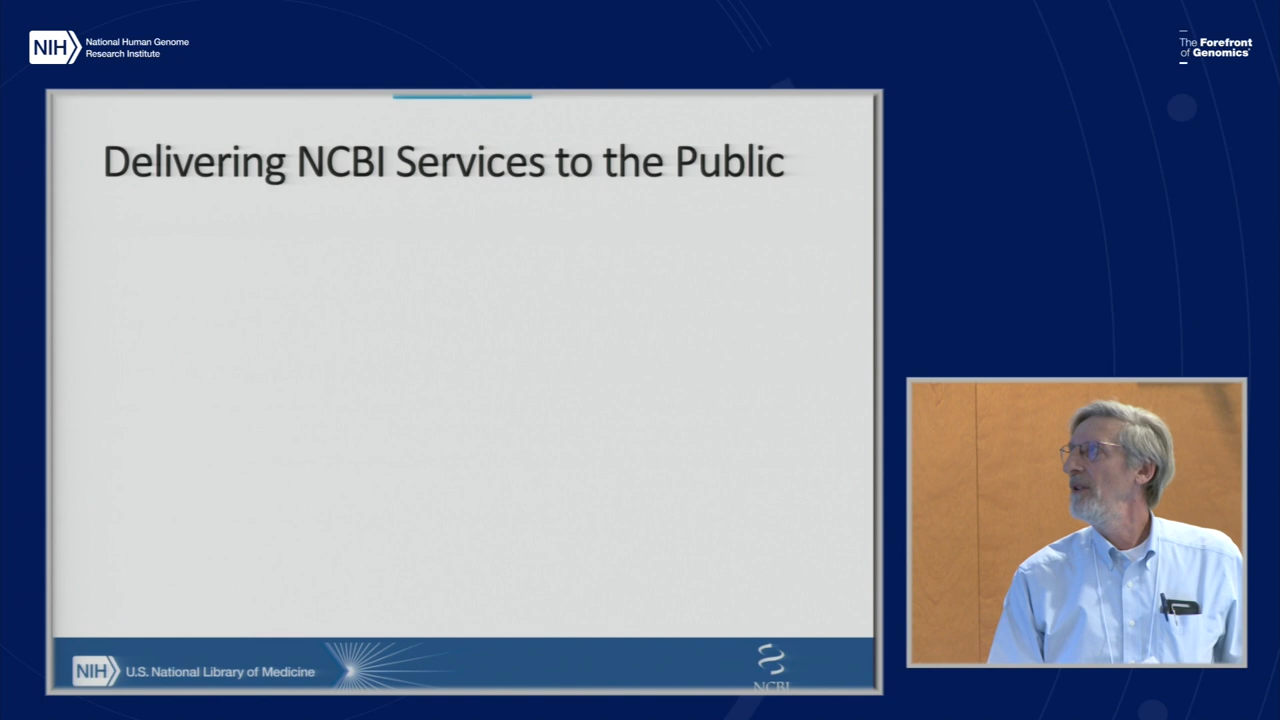 NIH
National Human Genome
Research Institute
The Forefront
of Genomics®
Delivering NCBI Services to the Public
NIH
U.S. National Library of Medicine
NCBI